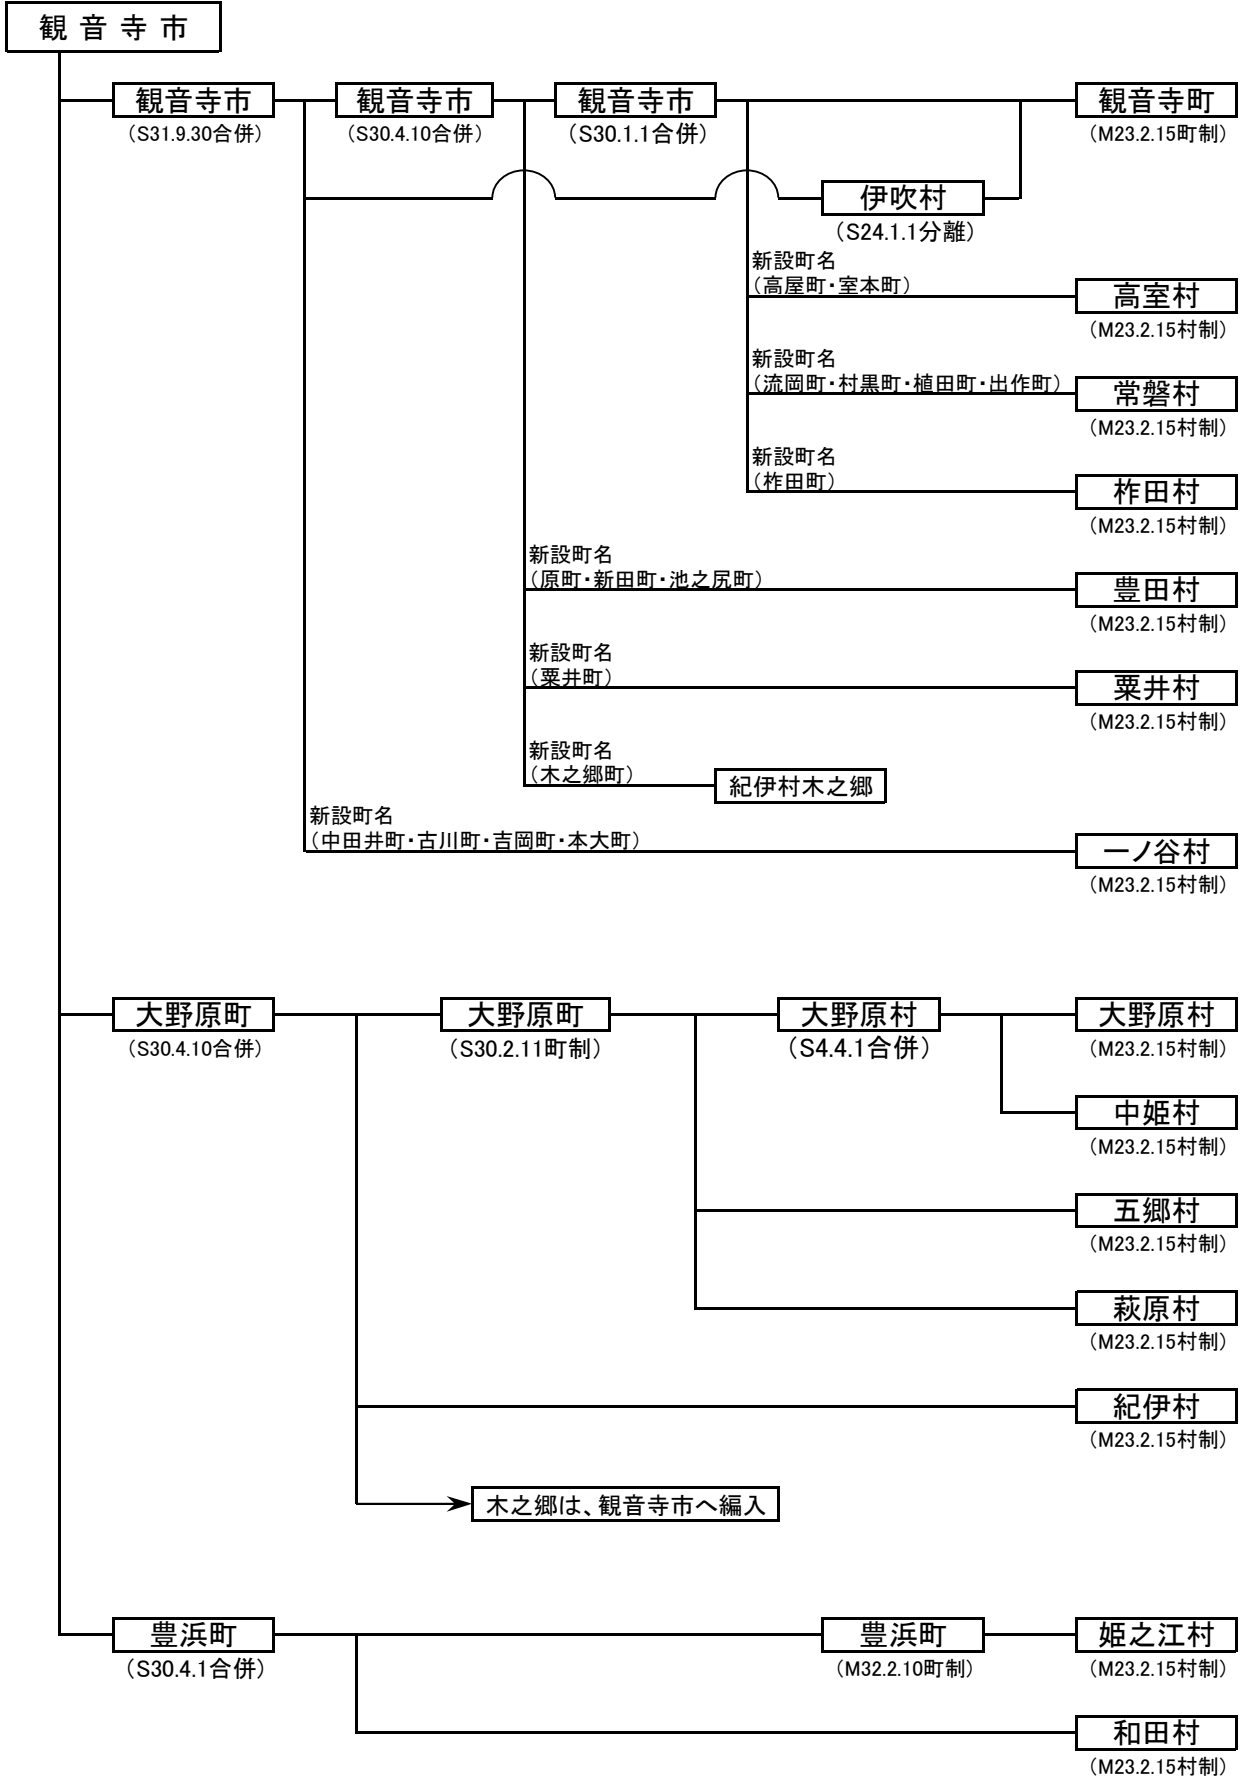 観音寺市
観音寺市
観音寺市
観音寺市
観音寺町
（S31.9.30合併）
（S30.4.10合併）
（S30.1.1合併）
（M23.2.15町制）
伊吹村
（S24.1.1分離）
新設町名
（高屋町・室本町）
高室村
（M23.2.15村制）
新設町名
（流岡町・村黒町・植田町・出作町）
常磐村
（M23.2.15村制）
新設町名
（柞田町）
柞田村
（M23.2.15村制）
新設町名
（原町・新田町・池之尻町）
豊田村
（M23.2.15村制）
新設町名
（粟井町）
粟井村
（M23.2.15村制）
新設町名
（木之郷町）
紀伊村木之郷
新設町名
（中田井町・古川町・吉岡町・本大町）
一ノ谷村
（M23.2.15村制）
大野原町
大野原町
大野原村
大野原村
（S30.4.10合併）
（S30.2.11町制）
（S4.4.1合併）
（M23.2.15村制）
中姫村
（M23.2.15村制）
五郷村
（M23.2.15村制）
萩原村
（M23.2.15村制）
紀伊村
（M23.2.15村制）
木之郷は、観音寺市へ編入
豊浜町
豊浜町
姫之江村
（S30.4.1合併）
（M32.2.10町制）
（M23.2.15村制）
和田村
（M23.2.15村制）